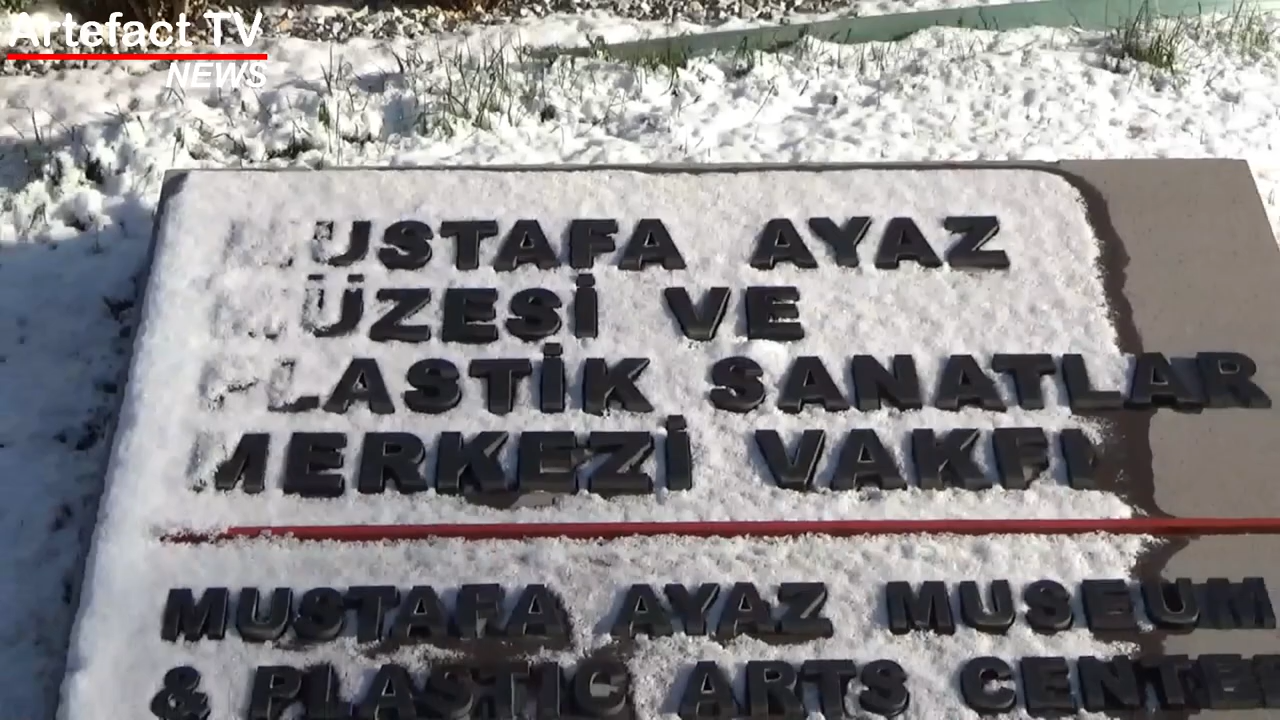 Artefact TV
NEWS
MUSTAFA AYAZ
MÜZESİ VE
PLASTİK SANATLAR
MERKEZİ VAKFI
MUSTAFA AYAZ MUSEUM
& PLASTIC ARTS CENTER